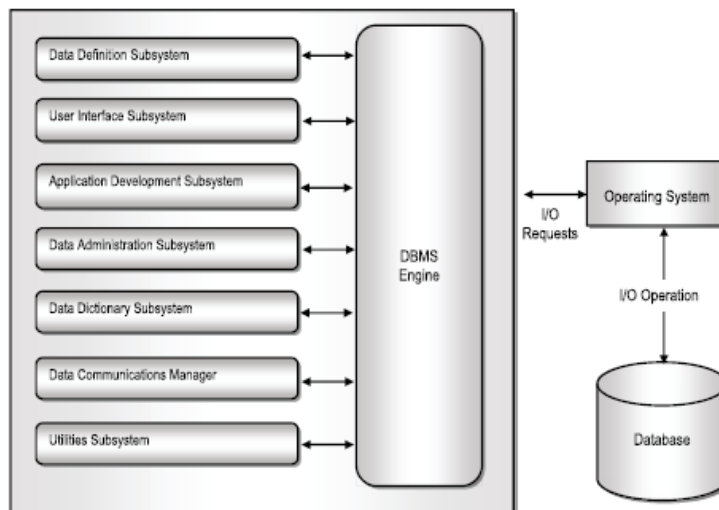 Data Definition Subsystem
User Interface Subsystem
Application Development Subsystem
Data Administration Subsystem
Data Dictionary Subsystem
Data Communications Manager
Utilities Subsystem
DBMS
Engine
I/O
Requests
Operating System
I/O Operation
Database